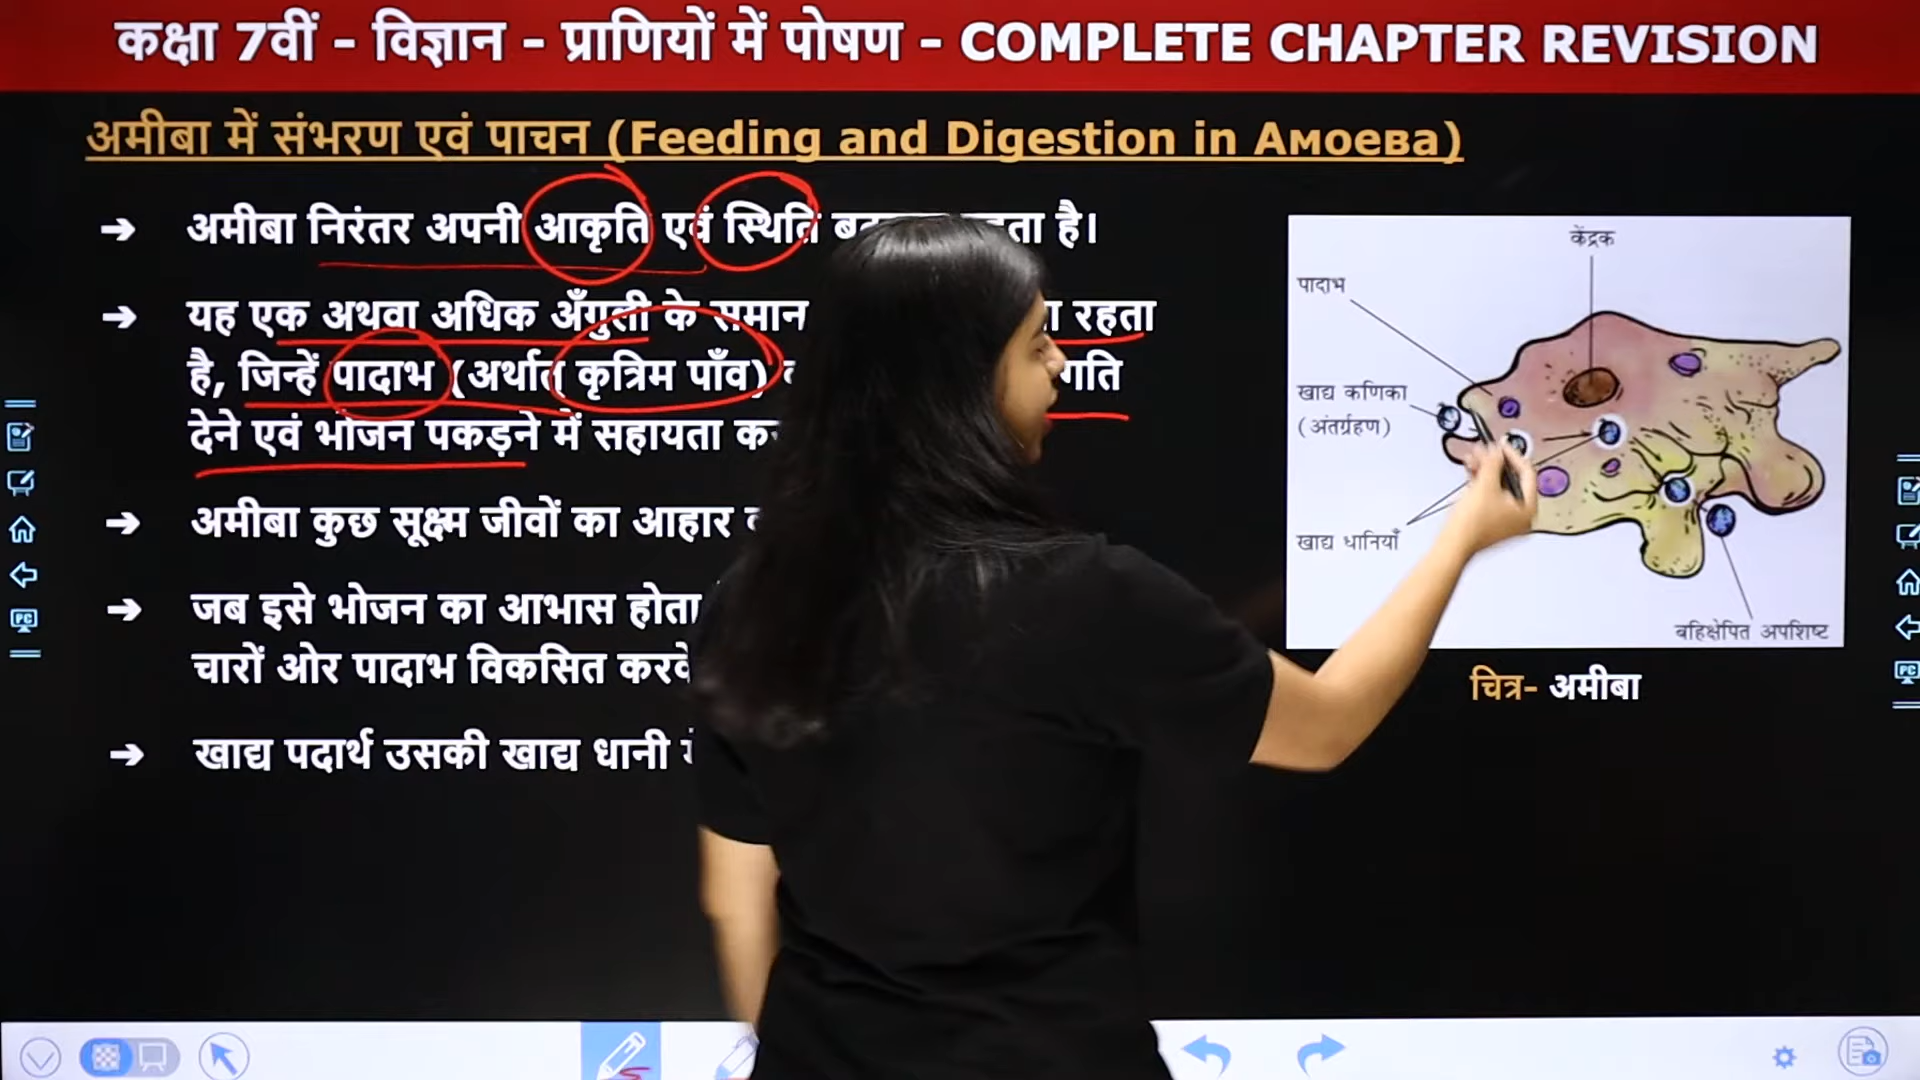 कक्षा 7वीं - विज्ञान - प्राणियों में पोषण - COMPLETE CHAPTER REVISION
अमीबा में संभरण एवं पाचन (Feeding and Digestion in Amoeba)
➔ अमीबा निरंतर अपनी आकृति एवं स्थिति है।
➔ यह एक अथवा अधिक अँगुली के समान रहता
है, जिन्हें पादाभ (अर्थात् कृत्रिम पाँव) गति
देने एवं भोजन पकड़ने में सहायता
➔ अमीबा कुछ सूक्ष्म जीवों का आहार
➔ जब इसे भोजन का आभास होता
चारों ओर पादाभ विकसित करके
➔ खाद्य पदार्थ उसकी खाद्य धानी
केंद्रक
पादाभ
खाद्य कणिका
(अंतर्ग्रहण)
खाद्य धानियाँ
बहिक्षेपित अपशिष्ट
चित्र- अमीबा
PC
PC